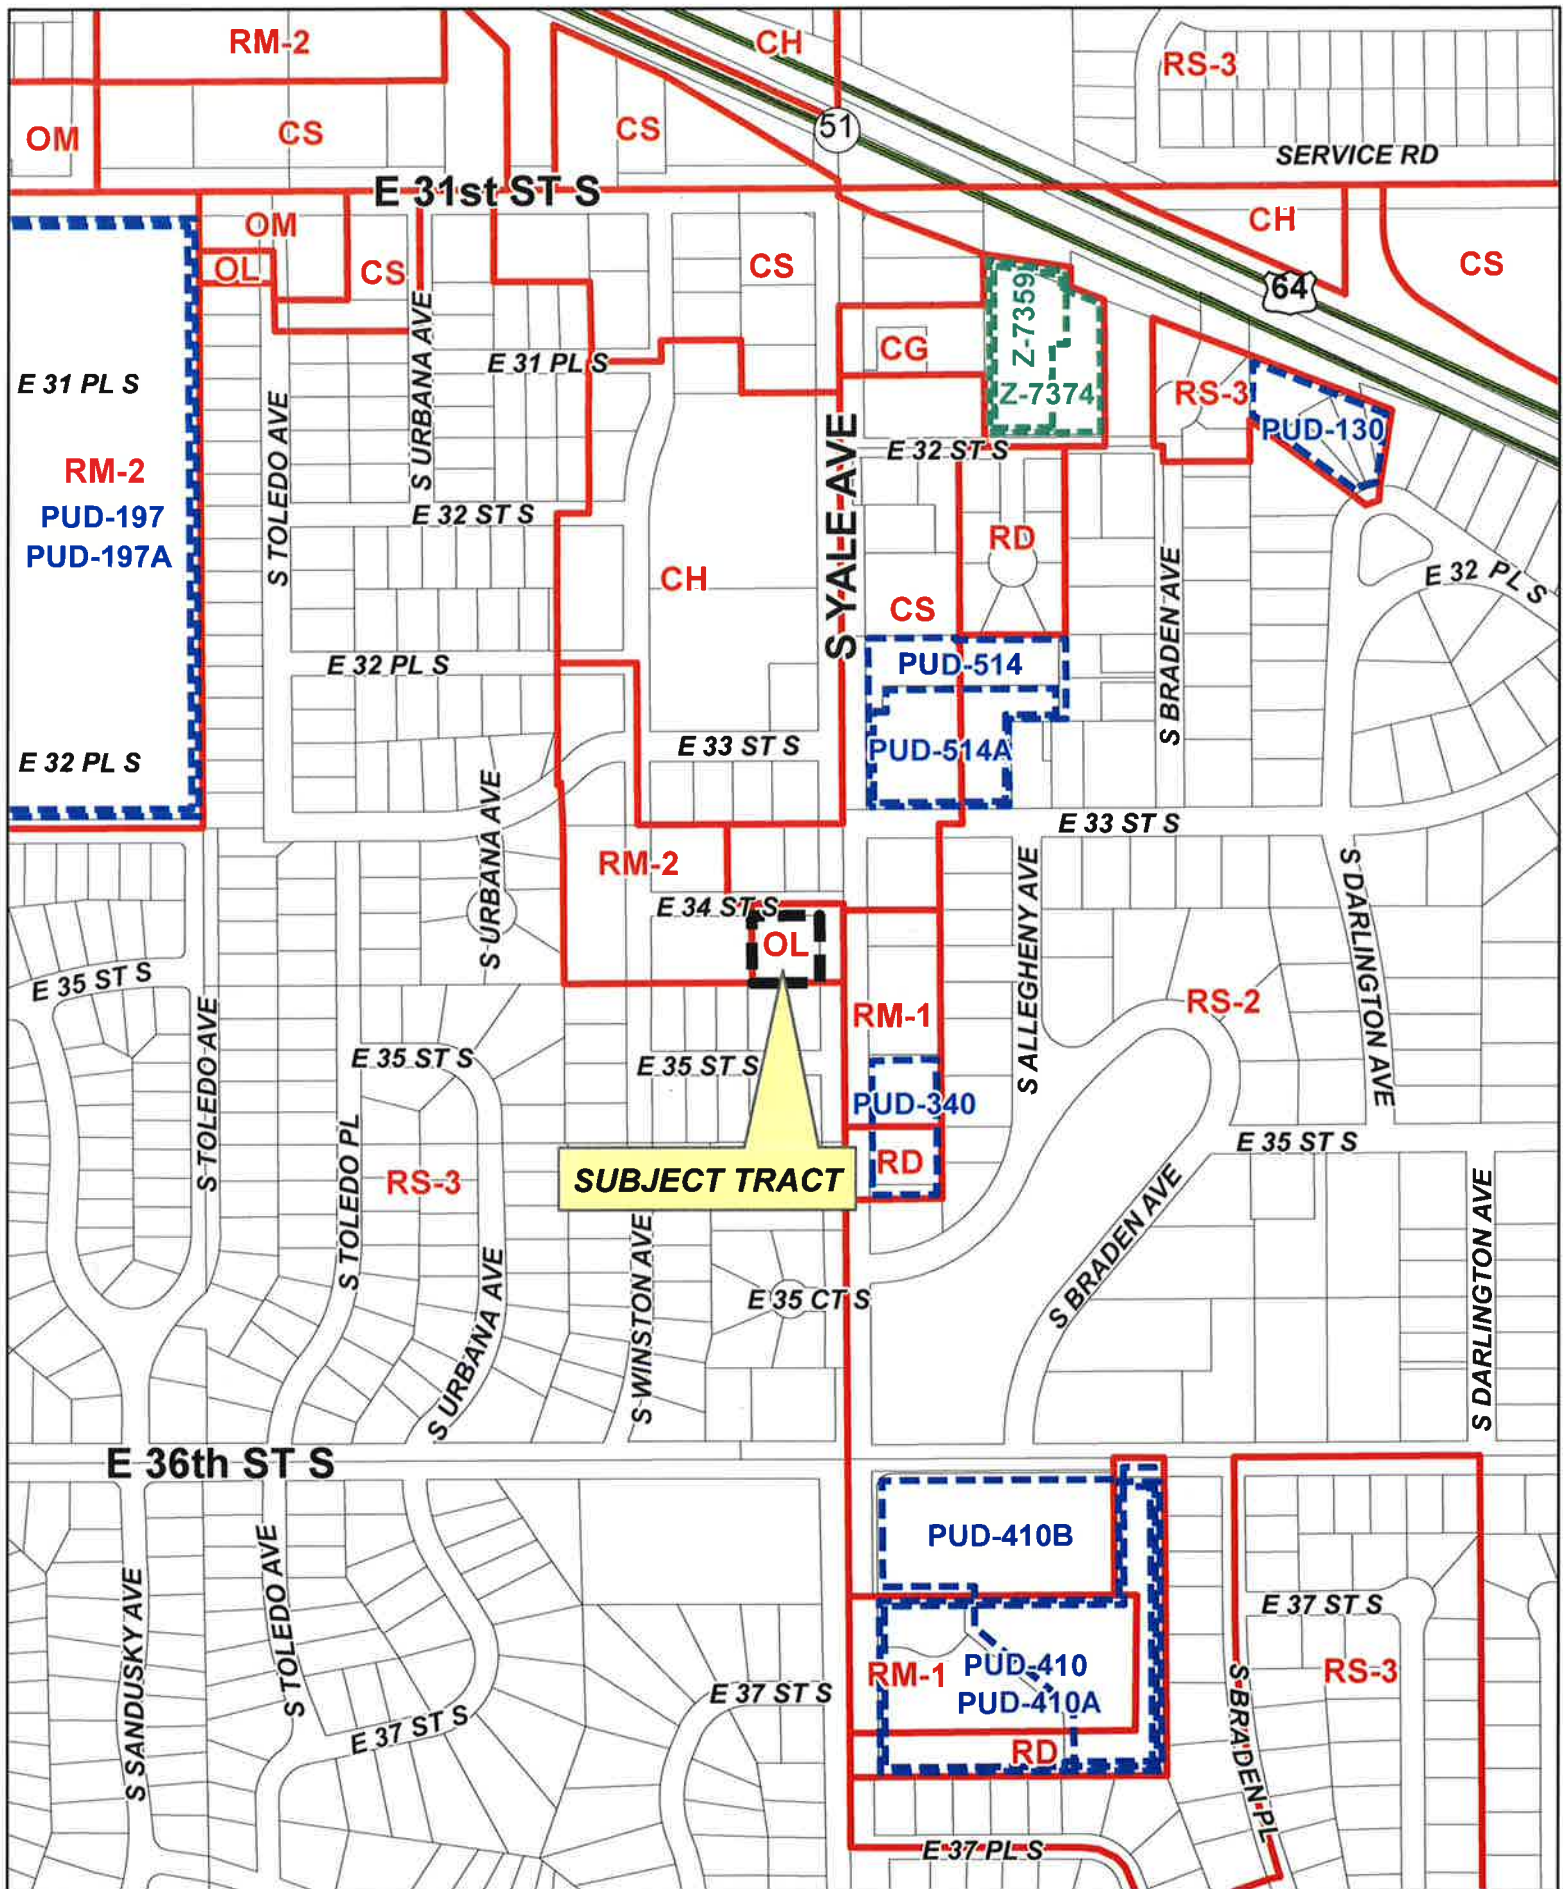 RM-2
CH
RS-3
OM
CS
CS
51
SERVICE RD
E 31st ST S
OM
CH
OL
CS
CS
CS
64
Z-7359
E 31 PL S
E 31 PL S
S URBANA AVE
CG
Z-7374
RS-3
PUD-130
S TOLEDO AVE
S YALE AVE
E 32 ST S
RM-2
PUD-197
PUD-197A
E 32 ST S
RD
CH
CS
E 32 PL S
S BRADEN AVE
E 32 PL S
PUD-514
E 32 PL S
E 33 ST S
PUD-514A
S URBANA AVE
E 33 ST S
RM-2
E 34 ST S
OL
S ALLEGHENY AVE
S DARLINGTON AVE
E 35 ST S
RM-1
RS-2
S TOLEDO AVE
E 35 ST S
E 35 ST S
PUD-340
S TOLEDO PL
RS-3
SUBJECT TRACT
RD
E 35 ST S
S BRADEN AVE
S DARLINGTON AVE
S URBANA AVE
S WINSTON AVE
E 35 CT S
E 36th ST S
PUD-410B
S SANDUSKY AVE
S TOLEDO AVE
E 37 ST S
E 37 ST S
E 37 ST S
RM-1
PUD-410
PUD-410A
RS-3
RD
S BRADEN PL
E 37 PL S